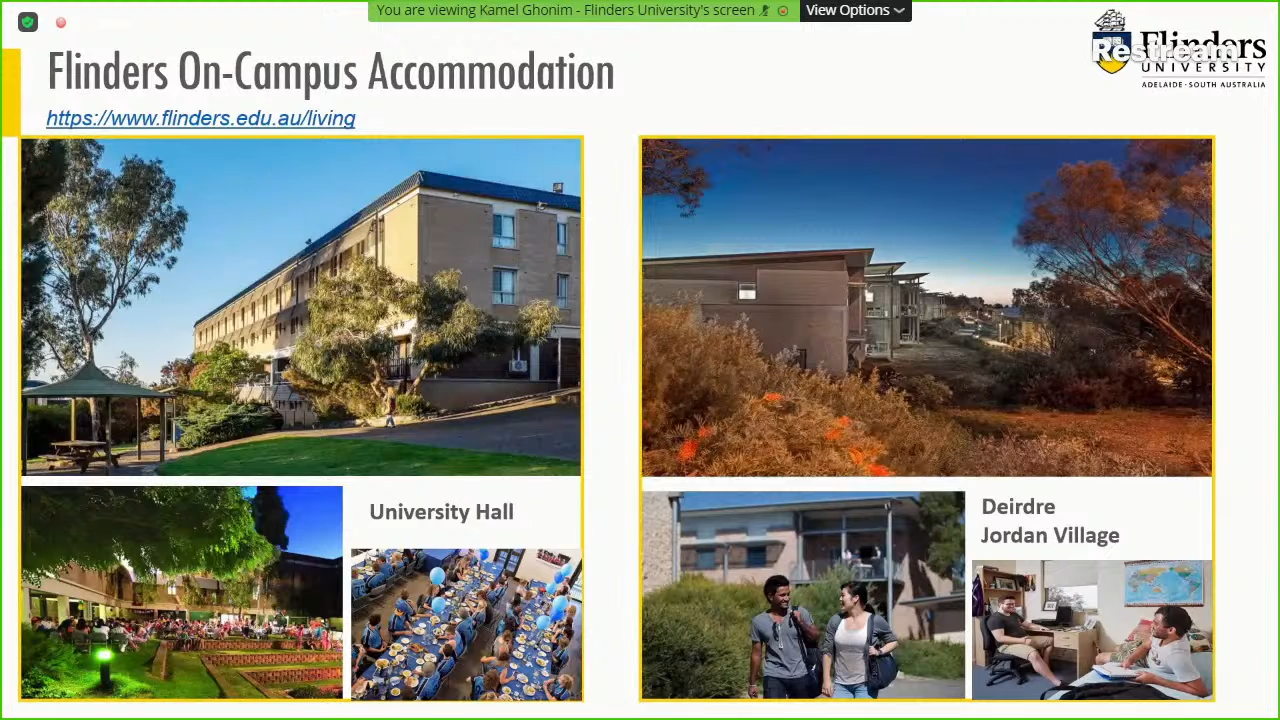 You are viewing Kamel Ghonim - Flinders University's screen
View Options
Flinders On-Campus Accommodation
https://www.flinders.edu.au/living
Flinders
Restream
UNIVERSITY
ADELAIDE · SOUTH AUSTRALIA
University Hall
Deirdre
Jordan Village